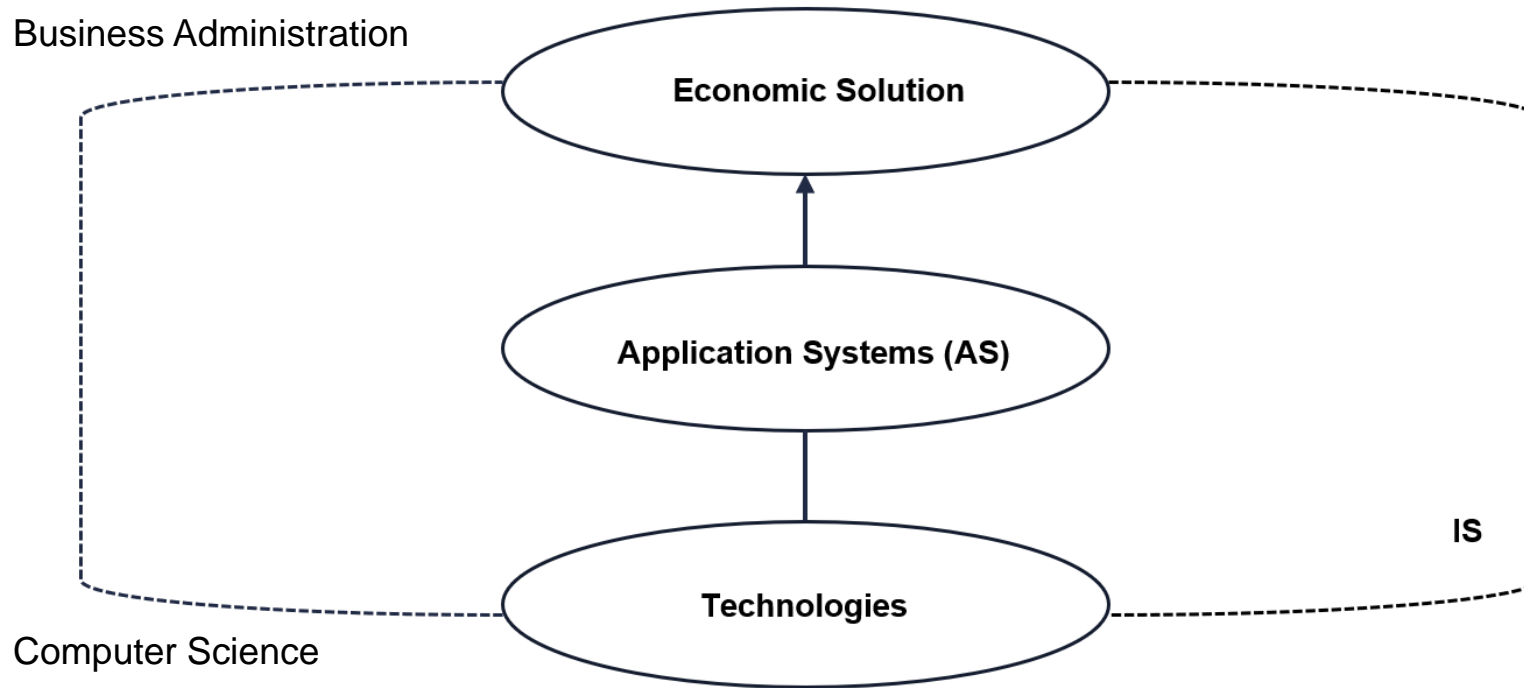 Business Administration
Economic Solution
Application Systems (AS)
IS
Technologies
Computer Science